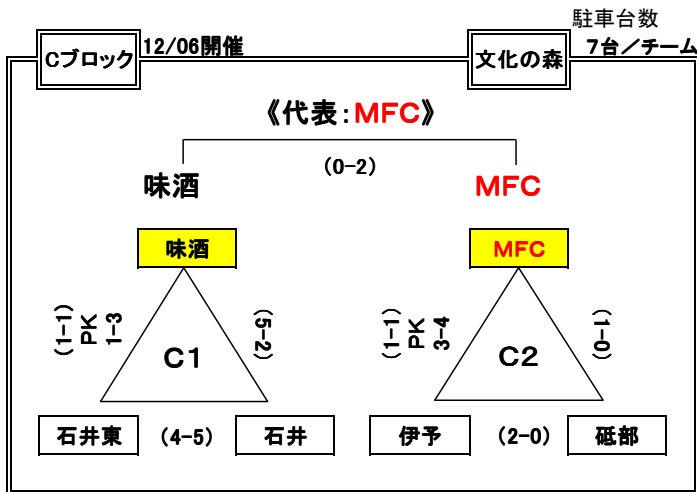 駐車台数
Cブロック 12/06開催 文化の森 7台/チーム
《代表:MFC》
(0-2)
味酒 MFC
味酒 MFC
(1-1) PK 1-3 C1 (5-2) (1-1) PK 3-4 C2 (1-0)
石井東 (4-5) 石井 伊予 (2-0) 砥部